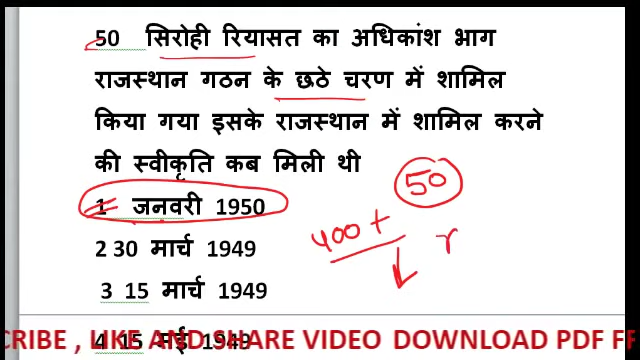 50 सिरोही रियासत का अधिकांश भाग
राजस्थान गठन के छठे चरण में शामिल
किया गया इसके राजस्थान में शामिल करने
की स्वीकृति कब मिली थी
50
1 जनवरी 1950
400+
2 30 मार्च 1949
3 15 मार्च 1949
4 15 मई 1949
CRIBE , LIKE AND SHARE VIDEO DOWNLOAD PDF FF